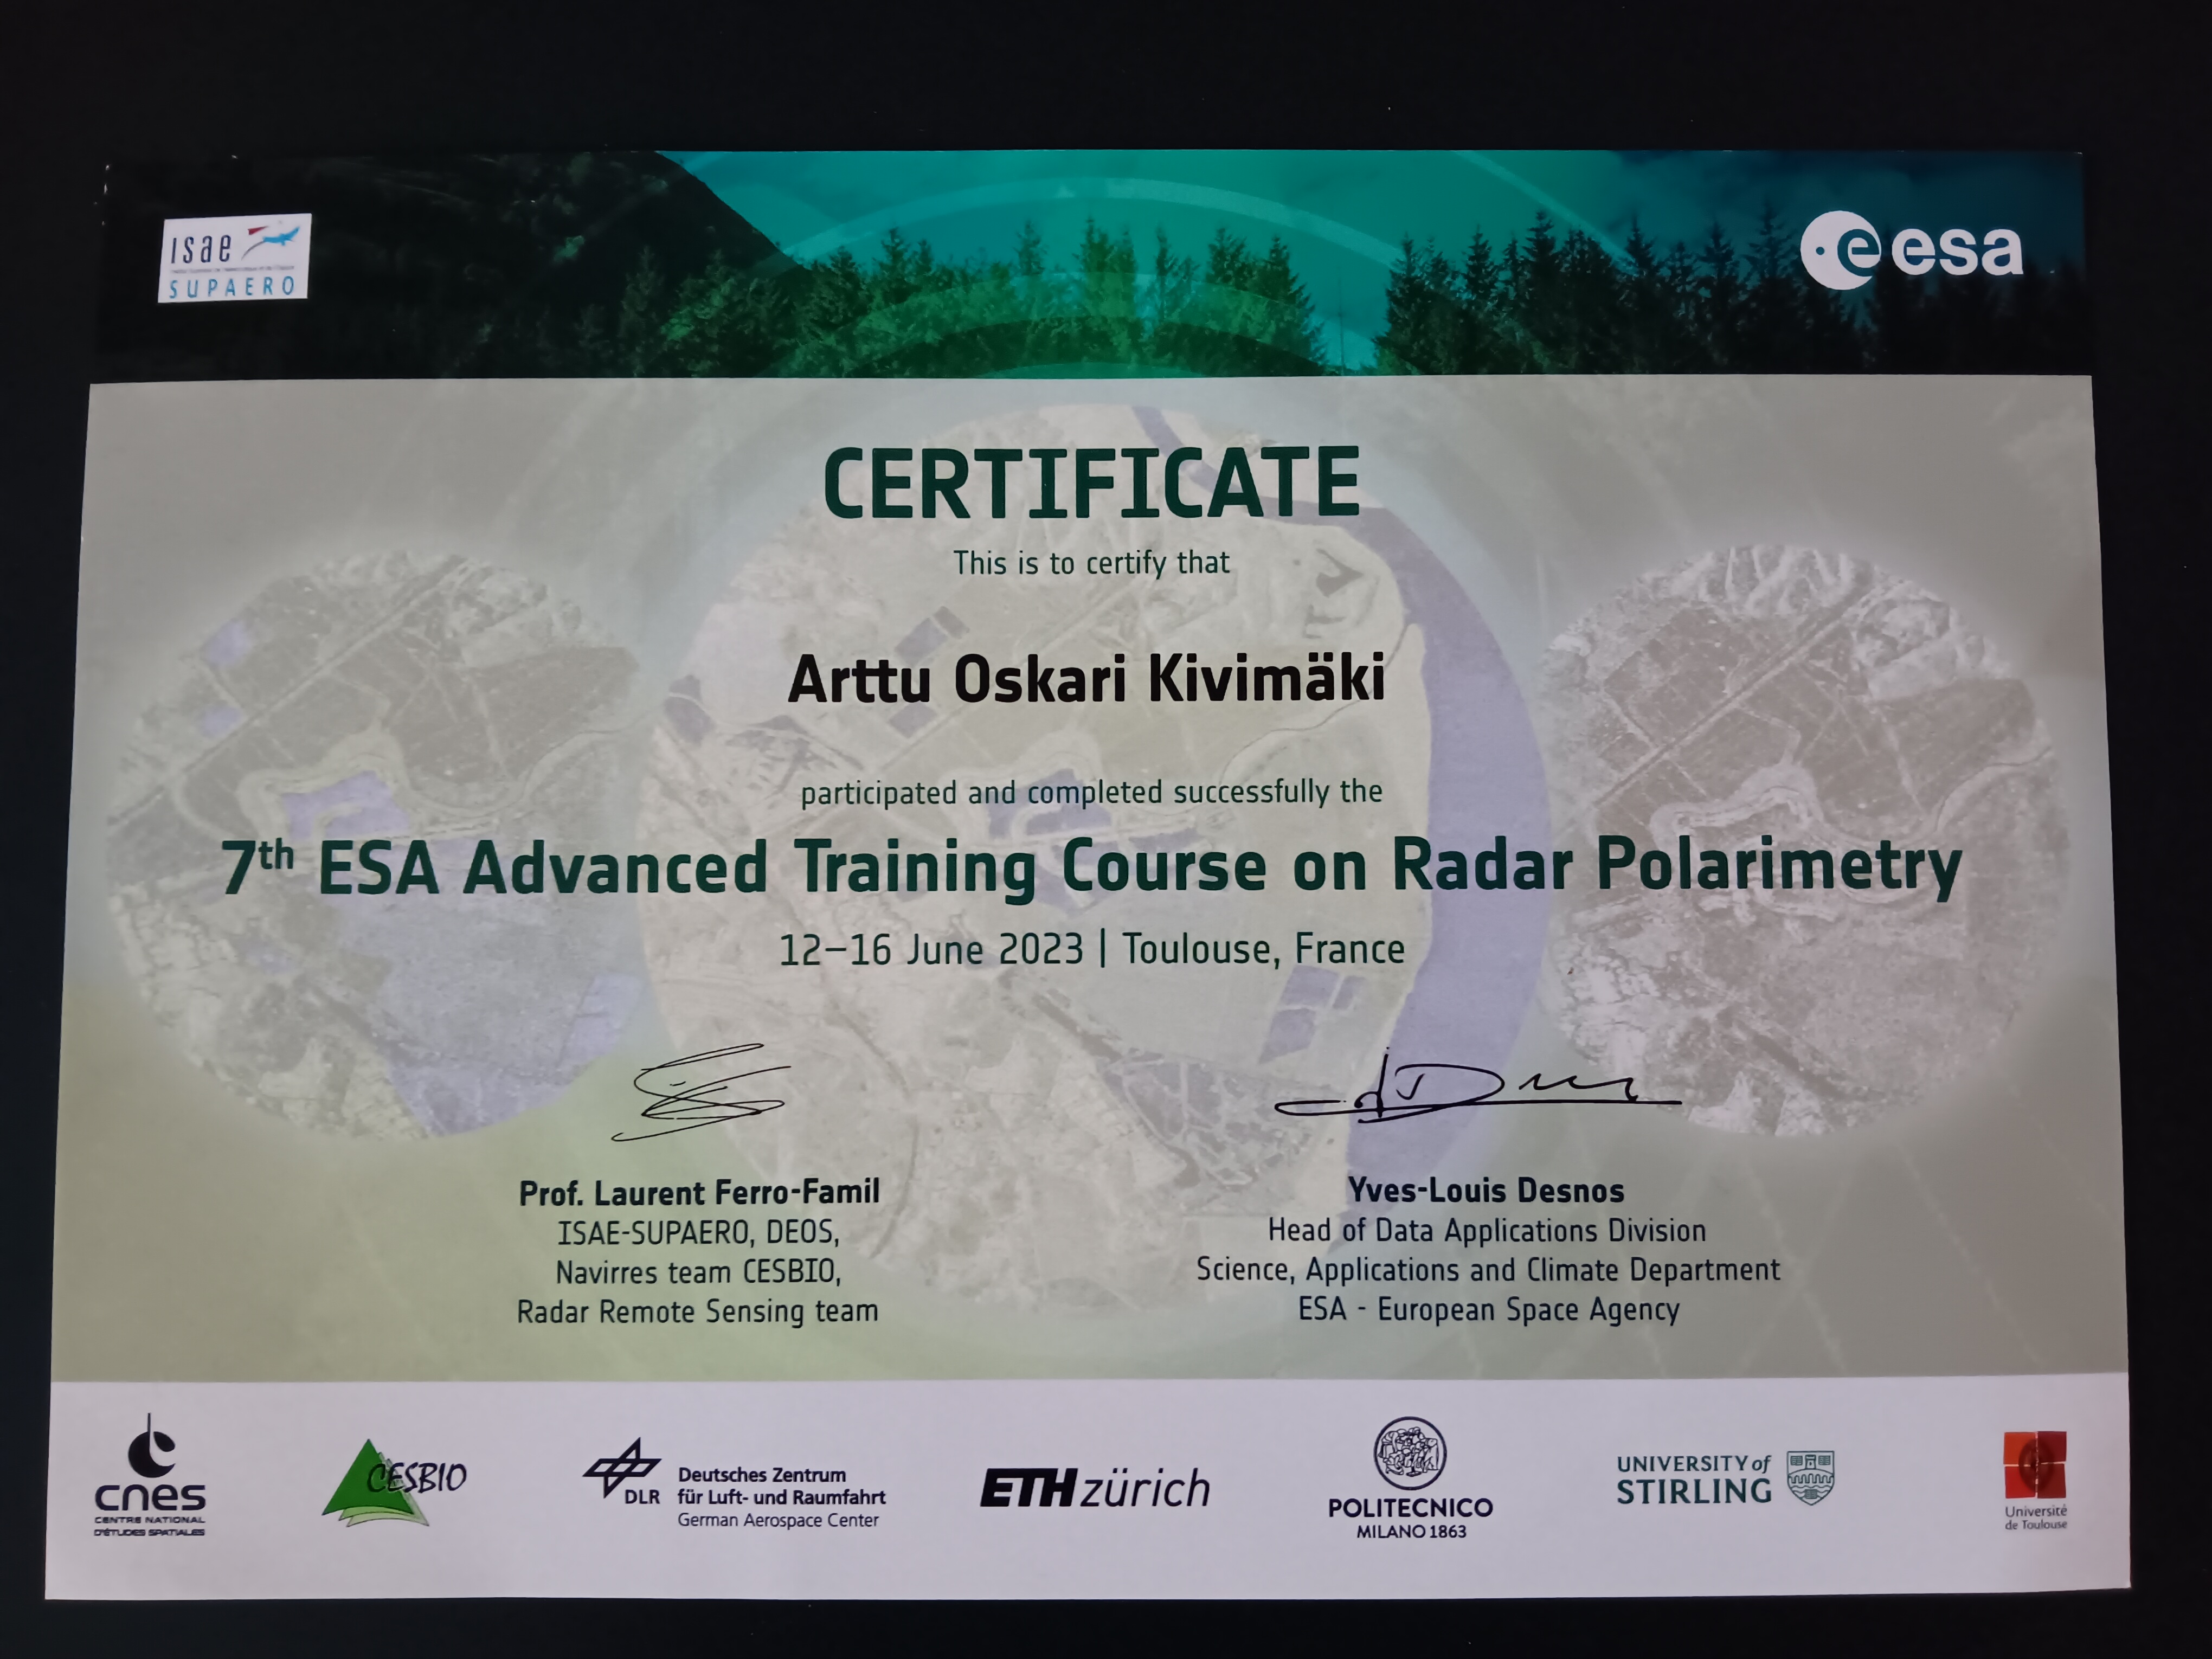 isae
SUPAERO
esa
CERTIFICATE
This is to certify that
Arttu Oskari Kivimäki
participated and completed successfully the
7th ESA Advanced Training Course on Radar Polarimetry
12–16 June 2023 | Toulouse, France
Prof. Laurent Ferro-Famil
ISAE-SUPAERO, DEOS,
Navirres team CESBIO,
Radar Remote Sensing team
Yves-Louis Desnos
Head of Data Applications Division
Science, Applications and Climate Department
ESA - European Space Agency
cnes
CENTRE NATIONAL
D'ÉTUDES SPATIALES
CESBIO
DLR
Deutsches Zentrum
für Luft- und Raumfahrt
German Aerospace Center
ETH zürich
POLITECNICO
MILANO 1863
UNIVERSITY of
STIRLING
Université
de Toulouse